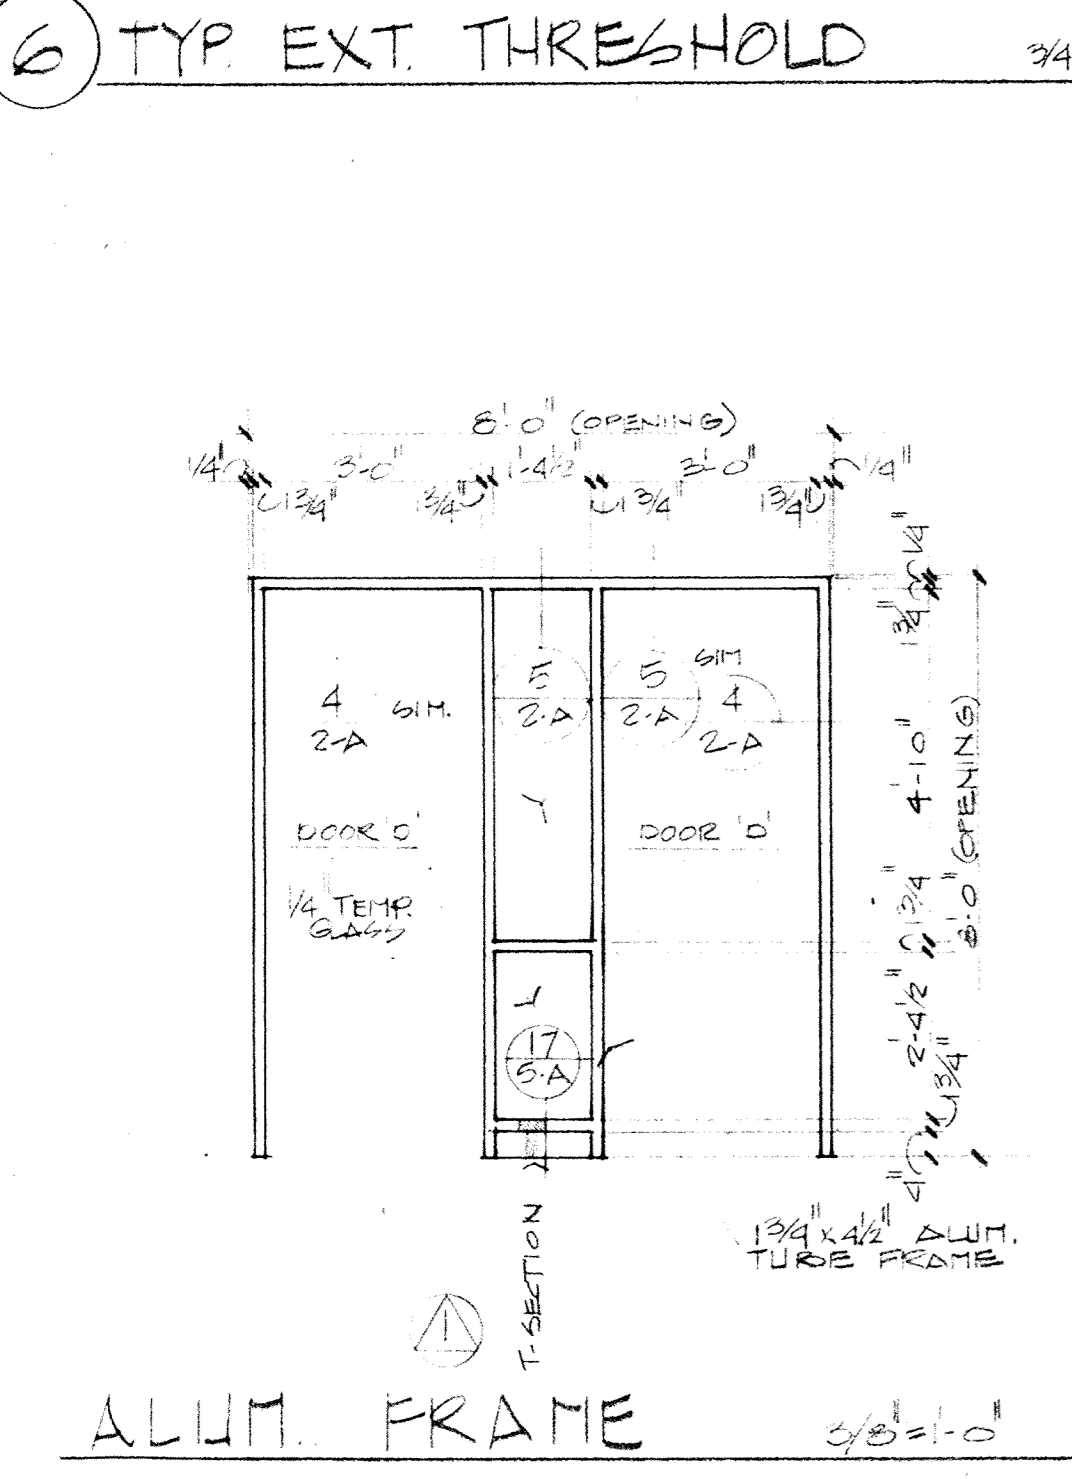 6 TYP. EXT. THRESHOLD 3/4
8'-0" (OPENING)
1/4" 3'-0" 1'-4 1/2" 3'-0" 1/4"
1 3/4" 1 3/4" 1 3/4" 1 3/4"
1/4"
1 3/4"
4'-10"
1 3/4"
2'-4 1/2"
1 3/4"
4"
8'-0" (OPENING)
4
2-A
SIM.
5
2-A
5
2-A
SIM
4
2-A
DOOR 'D'
DOOR 'D'
1/4" TEMP.
GLASS
17
5-A
T-SECTION
1 3/4" x 4 1/2" ALUM.
TUBE FRAME
1
ALUM. FRAME 3/8"=1'-0"